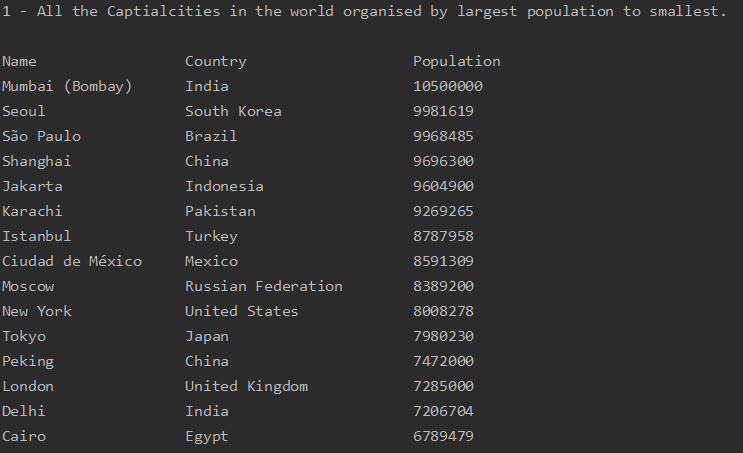 1 - All the Captialcities in the world organised by largest population to smallest.
Name Country Population
Mumbai (Bombay) India 10500000
Seoul South Korea 9981619
São Paulo Brazil 9968485
Shanghai China 9696300
Jakarta Indonesia 9604900
Karachi Pakistan 9269265
Istanbul Turkey 8787958
Ciudad de México Mexico 8591309
Moscow Russian Federation 8389200
New York United States 8008278
Tokyo Japan 7980230
Peking China 7472000
London United Kingdom 7285000
Delhi India 7206704
Cairo Egypt 6789479